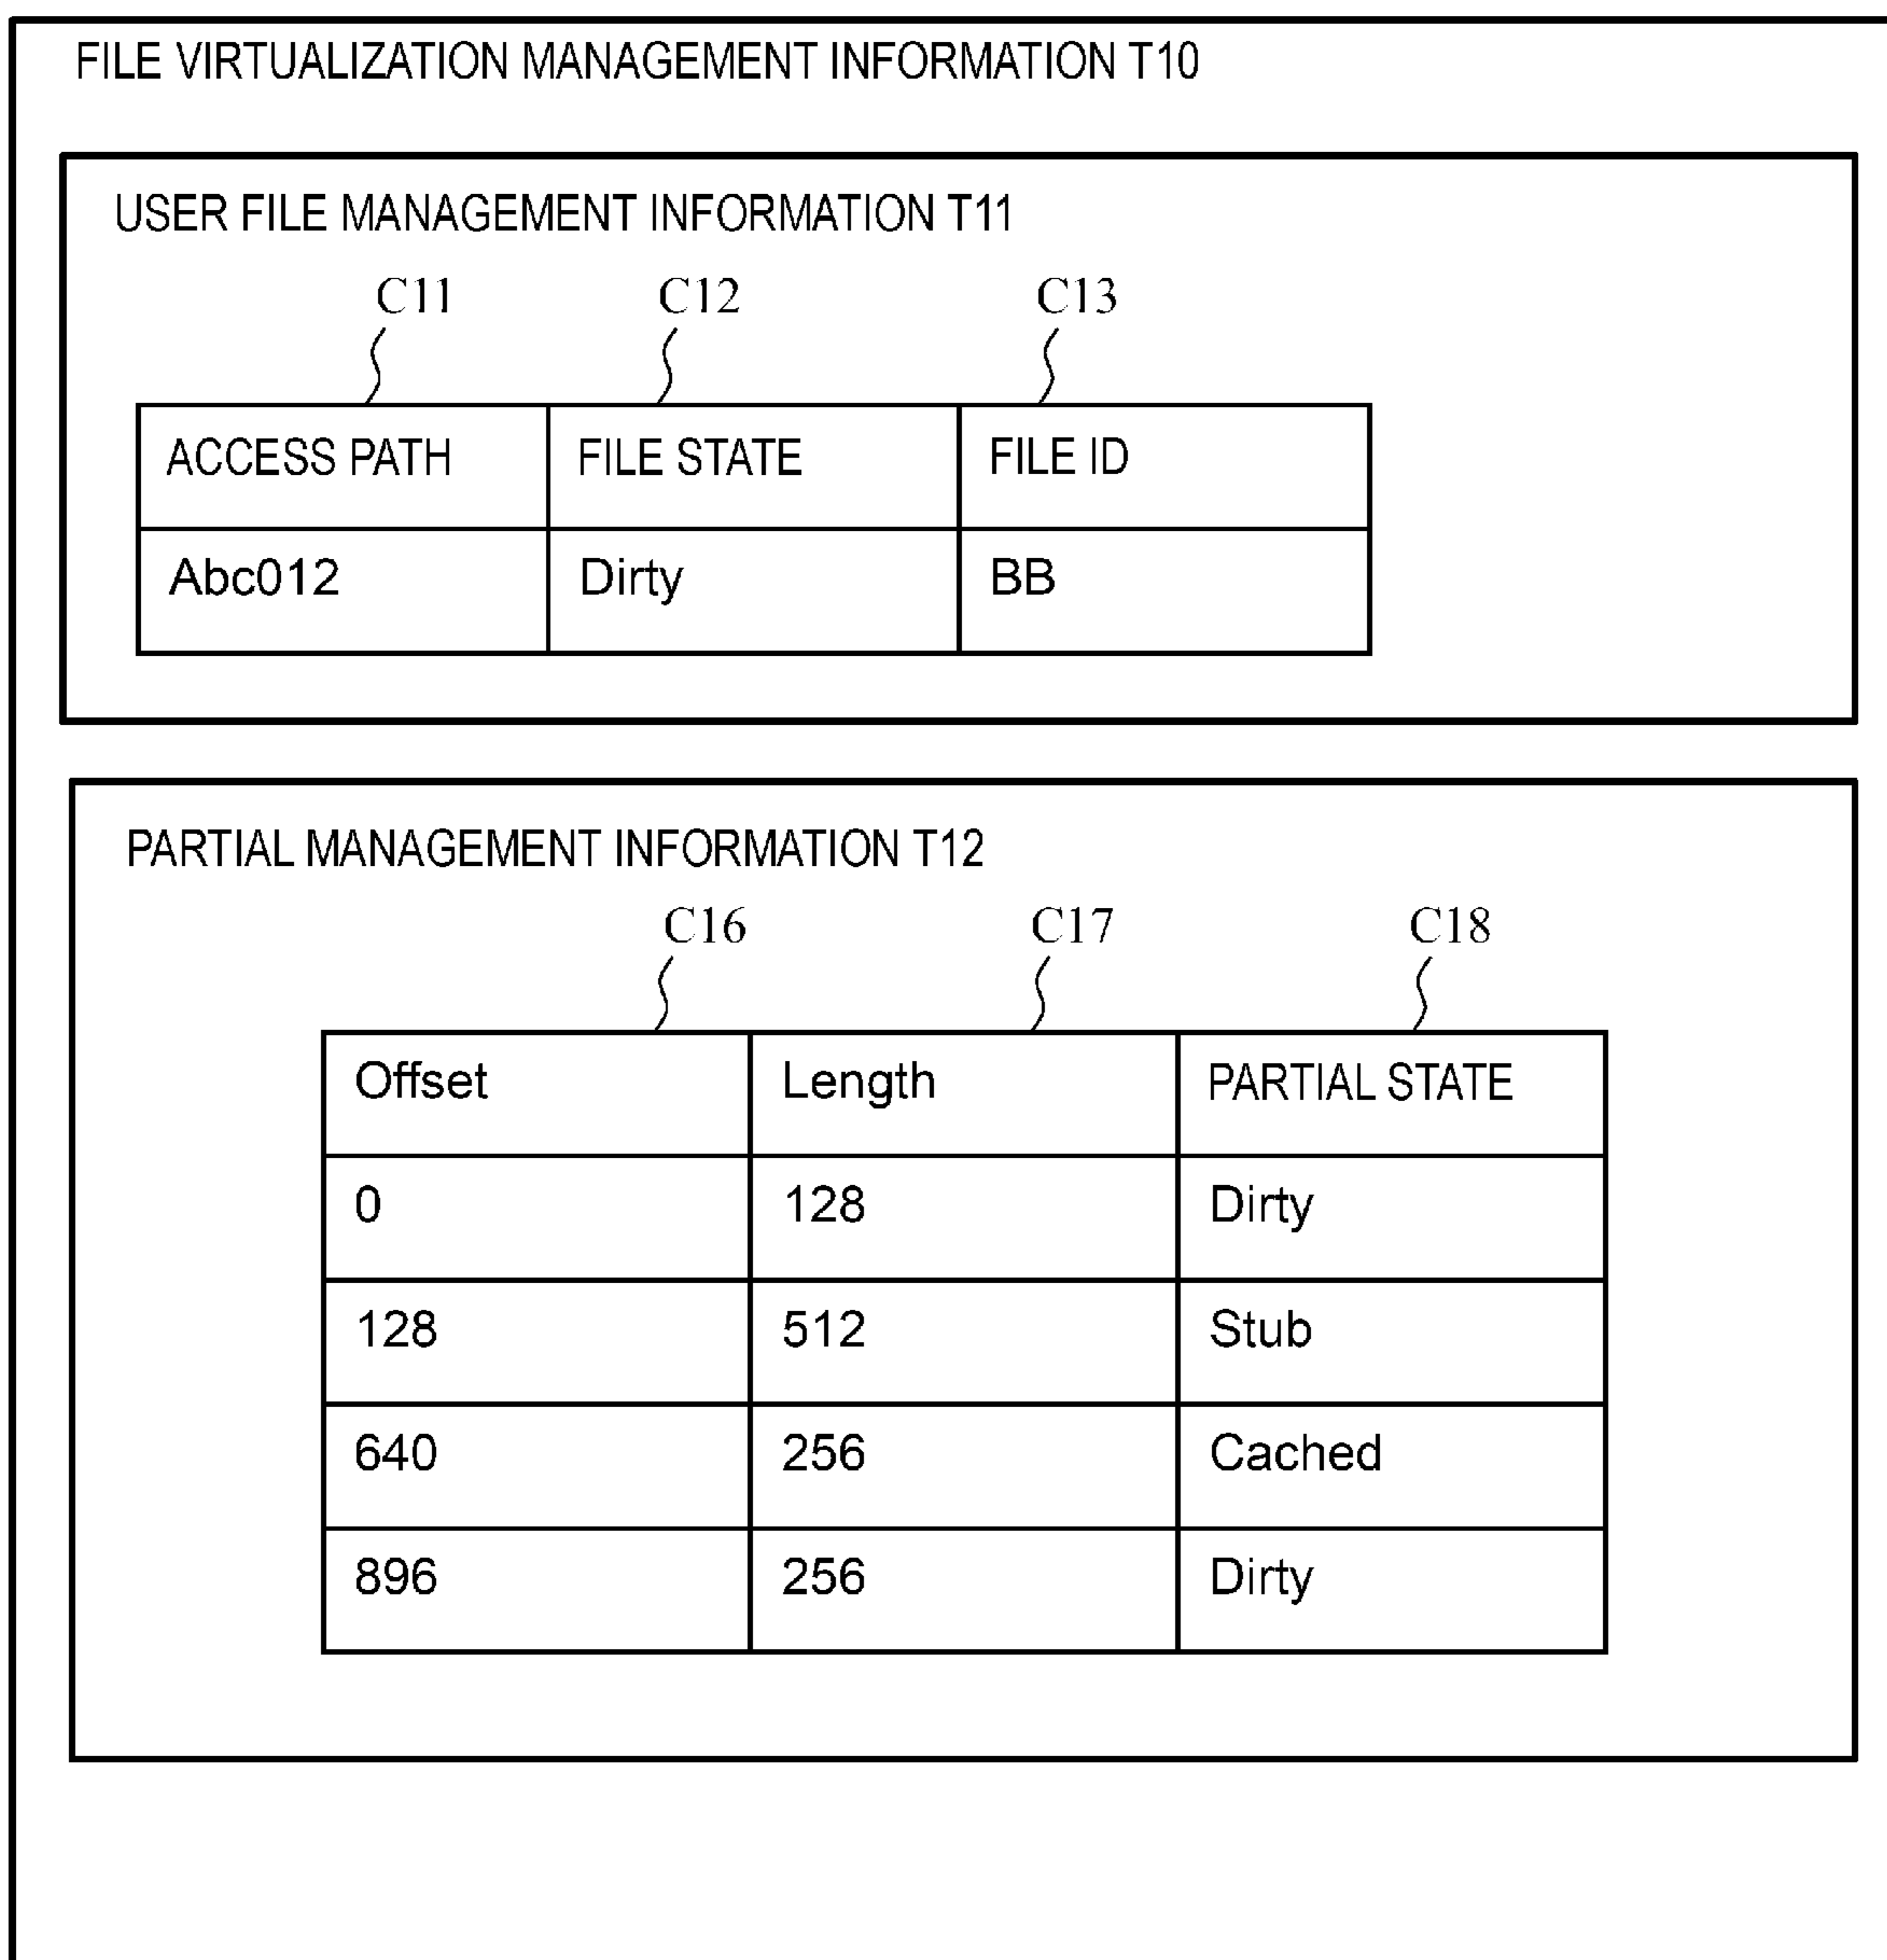 FILE VIRTUALIZATION MANAGEMENT INFORMATION T10
USER FILE MANAGEMENT INFORMATION T11
C11 C12 C13
ACCESS PATH FILE STATE FILE ID
Abc012 Dirty BB
PARTIAL MANAGEMENT INFORMATION T12
C16 C17 C18
Offset Length PARTIAL STATE
0 128 Dirty
128 512 Stub
640 256 Cached
896 256 Dirty